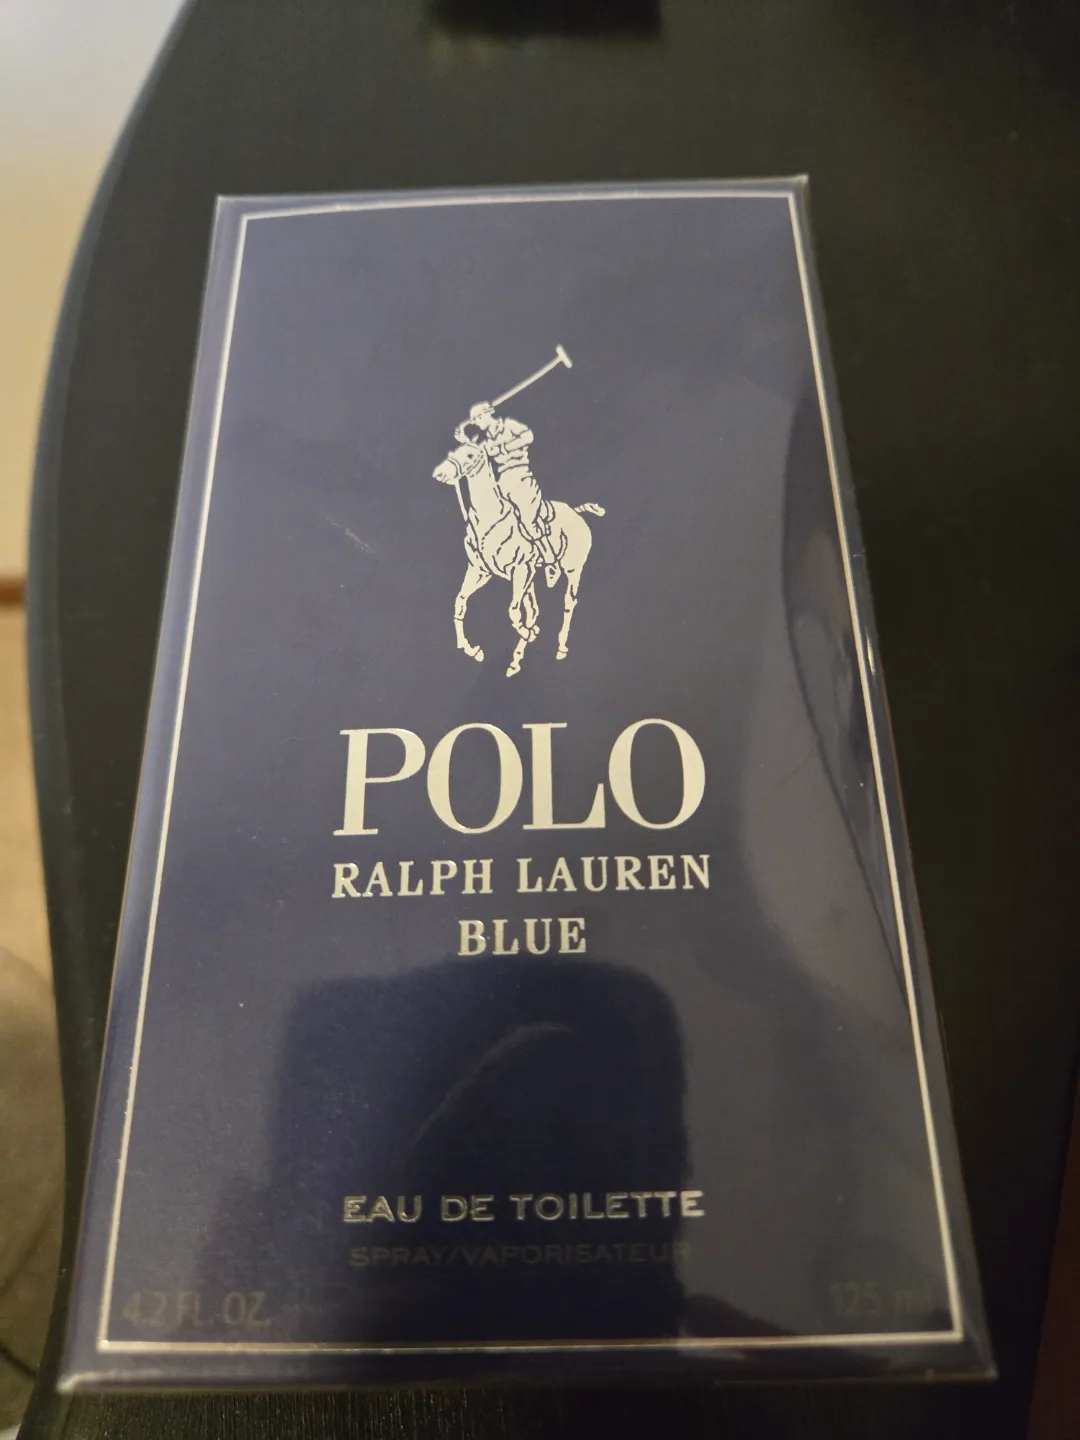 POLO
RALPH LAUREN
BLUE
EAU DE TOILETTE
SPRAY/VAPORISATEUR
4.2 FL. OZ. 125 ml